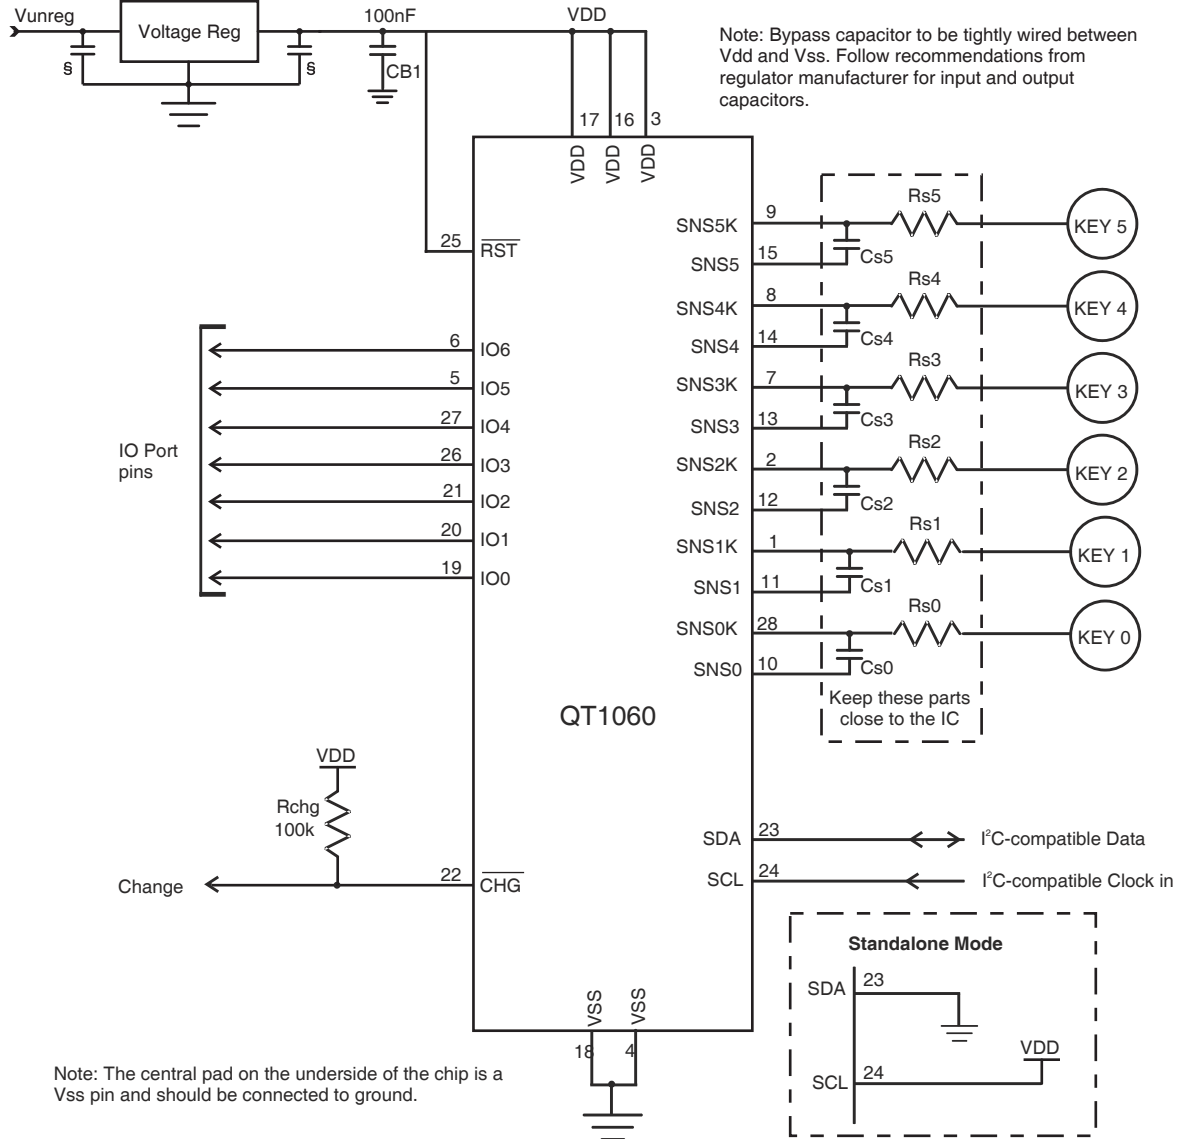 Vunreg
Voltage Reg
100nF
VDD
§
§
CB1
Note: Bypass capacitor to be tightly wired between
Vdd and Vss. Follow recommendations from
regulator manufacturer for input and output
capacitors.
17
16
3
VDD
VDD
VDD
25
RST
IO Port
pins
6
IO6
5
IO5
27
IO4
26
IO3
21
IO2
20
IO1
19
IO0
SNS5K
9
Rs5
KEY 5
SNS5
15
Cs5
SNS4K
8
Rs4
KEY 4
SNS4
14
Cs4
SNS3K
7
Rs3
KEY 3
SNS3
13
Cs3
SNS2K
2
Rs2
KEY 2
SNS2
12
Cs2
SNS1K
1
Rs1
KEY 1
SNS1
11
Cs1
SNS0K
28
Rs0
KEY 0
SNS0
10
Cs0
Keep these parts
close to the IC
QT1060
VDD
Rchg
100k
Change
22
CHG
SDA
23
I²C-compatible Data
SCL
24
I²C-compatible Clock in
Standalone Mode
SDA
23
VDD
SCL
24
VSS
VSS
18
4
Note: The central pad on the underside of the chip is a
Vss pin and should be connected to ground.